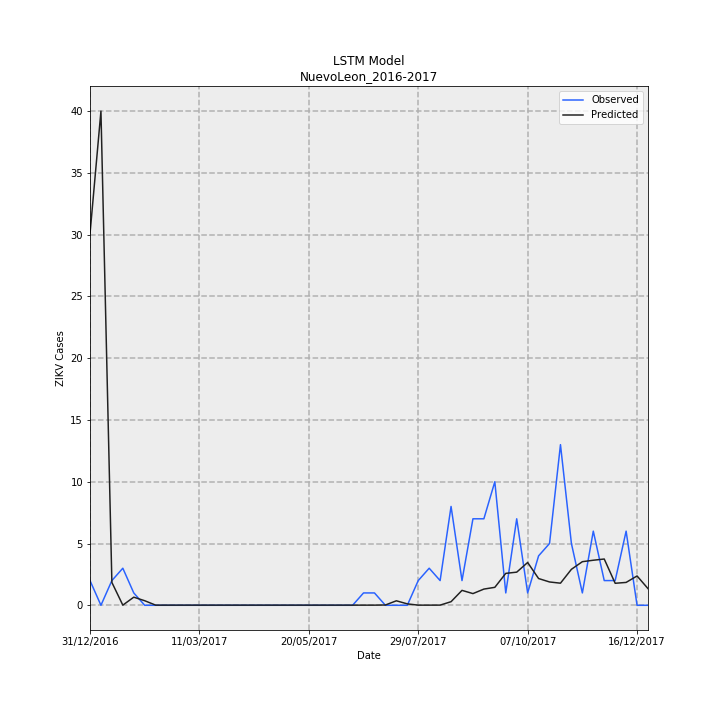 LSTM Model
NuevoLeon_2016-2017
Observed
Predicted
40
35
30
25
20
15
10
5
0
ZIKV Cases
31/12/2016 11/03/2017 20/05/2017 29/07/2017 07/10/2017 16/12/2017
Date